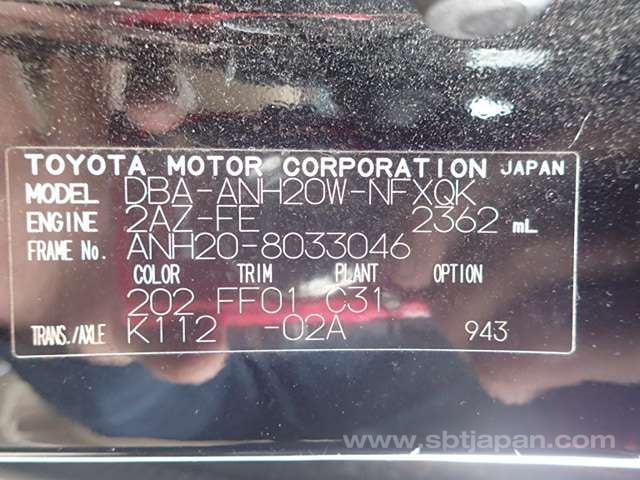 TOYOTA MOTOR CORPORATION JAPAN
MODEL DBA-ANH20W-NFXQK
ENGINE 2AZ-FE 2362 mL
FRAME No. ANH20-8033046
COLOR TRIM PLANT OPTION
202 FF01 C31
TRANS./AXLE K112 -02A 943
www.sbtjapan.com